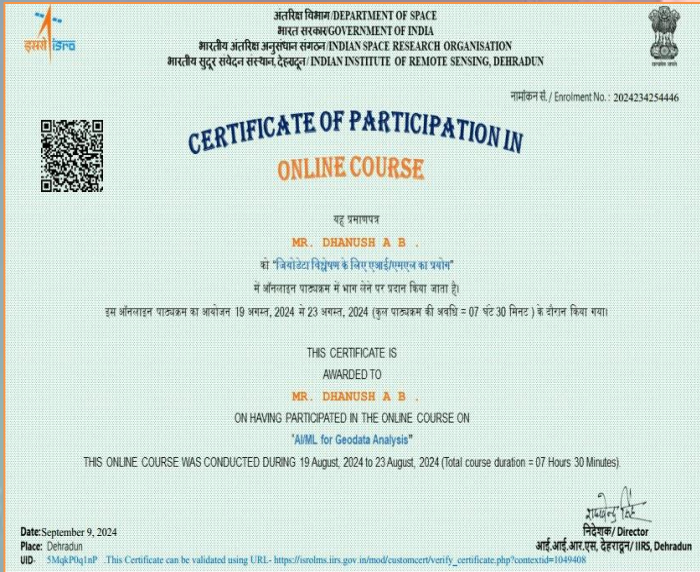 इसरो isro
अंतरिक्ष विभाग/DEPARTMENT OF SPACE
भारत सरकार/GOVERNMENT OF INDIA
भारतीय अंतरिक्ष अनुसंधान संगठन/INDIAN SPACE RESEARCH ORGANISATION
भारतीय सुदूर संवेदन संस्थान, देहरादून/ INDIAN INSTITUTE OF REMOTE SENSING, DEHRADUN
नामांकन सं./ Enrolment No.: 2024234254446
CERTIFICATE OF PARTICIPATION IN
ONLINE COURSE
यह प्रमाणपत्र
MR. DHANUSH A B .
को "जियोडेटा विश्लेषण के लिए एआई/एमएल का प्रयोग"
में ऑनलाइन पाठ्यक्रम में भाग लेने पर प्रदान किया जाता है।
इस ऑनलाइन पाठ्यक्रम का आयोजन 19 अगस्त, 2024 से 23 अगस्त, 2024 (कुल पाठ्यक्रम की अवधि = 07 घंटे 30 मिनट ) के दौरान किया गया।
THIS CERTIFICATE IS
AWARDED TO
MR. DHANUSH A B .
ON HAVING PARTICIPATED IN THE ONLINE COURSE ON
"AI/ML for Geodata Analysis"
THIS ONLINE COURSE WAS CONDUCTED DURING 19 August, 2024 to 23 August, 2024 (Total course duration = 07 Hours 30 Minutes).
निदेशक/ Director
आई.आई.आर.एस, देहरादून/ IIRS, Dehradun
Date: September 9, 2024
Place: Dehradun
UID- 5MqkP0q1nP .This Certificate can be validated using URL- https://isrolms.iirs.gov.in/mod/customcert/verify_certificate.php?contextid=1049408